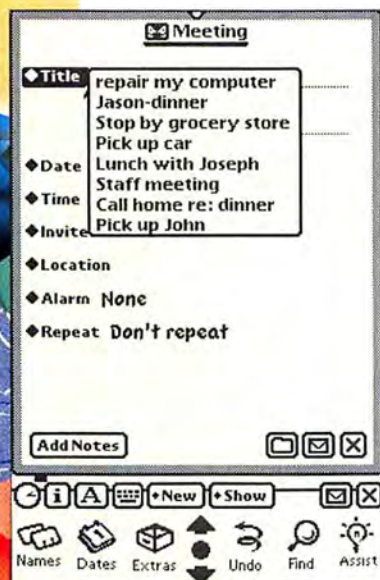 Meeting
Title
repair my computer
Jason-dinner
Stop by grocery store
Pick up car
Lunch with Joseph
Staff meeting
Call home re: dinner
Pick up John
Date
Time
Invite
Location
Alarm None
Repeat Don't repeat
Add Notes
i A New Show
Names Dates Extras Undo Find Assist